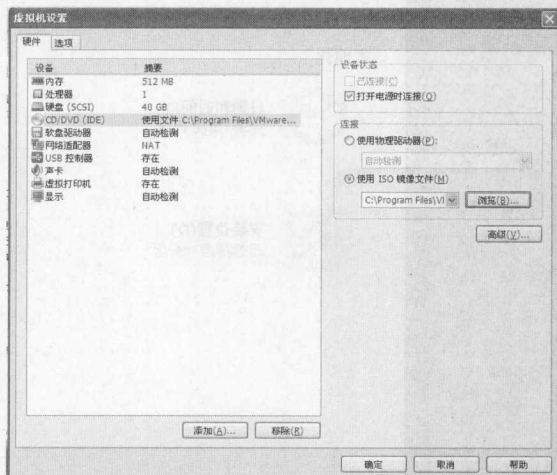 虚拟机设置
硬件 选项
设备 摘要
内存 512 MB
处理器 1
硬盘 (SCSI) 40 GB
CD/DVD (IDE) 使用文件 C:\Program Files\VMware...
软盘驱动器 自动检测
网络适配器 NAT
USB 控制器 存在
声卡 自动检测
虚拟打印机 存在
显示 自动检测
设备状态
已连接(C)
打开电源时连接(O)
连接
使用物理驱动器(P):
自动检测
使用 ISO 镜像文件(M)
C:\Program Files\VI 浏览(B)...
高级(V)...
添加(A)... 移除(R)
确定 取消 帮助